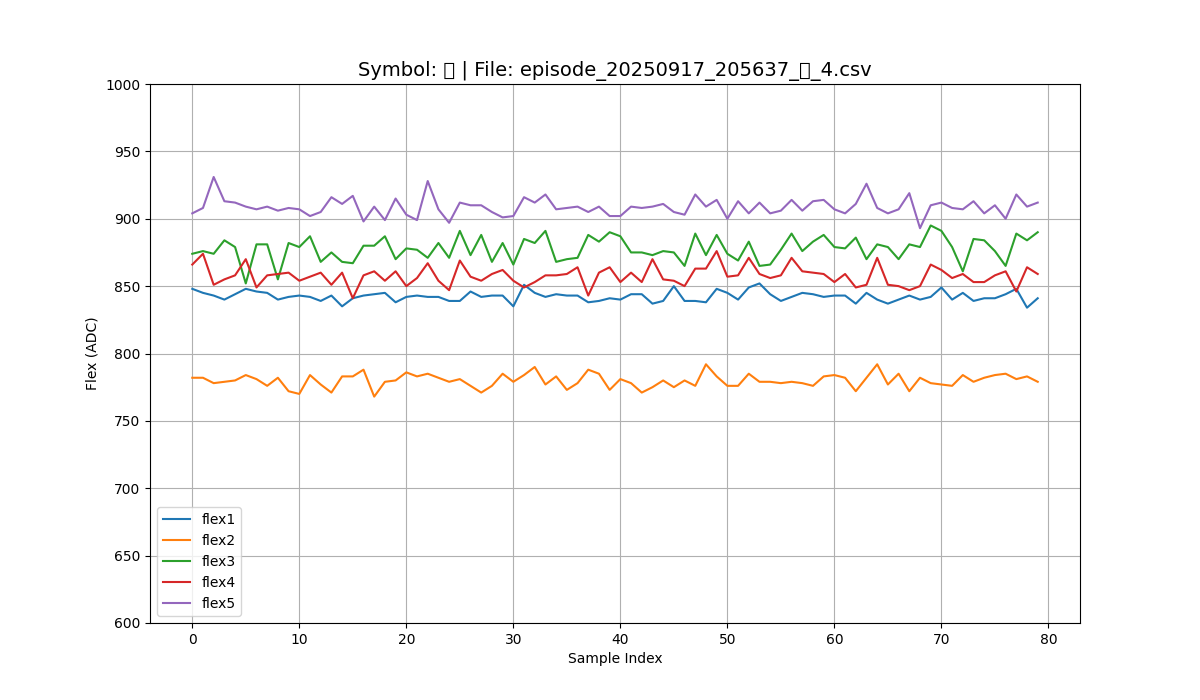 Symbol: | File: episode_20250917_205637_ _4.csv
1000
950
900
850
800
750
700
650
600
Flex (ADC)
flex1
flex2
flex3
flex4
flex5
0 10 20 30 40 50 60 70 80
Sample Index